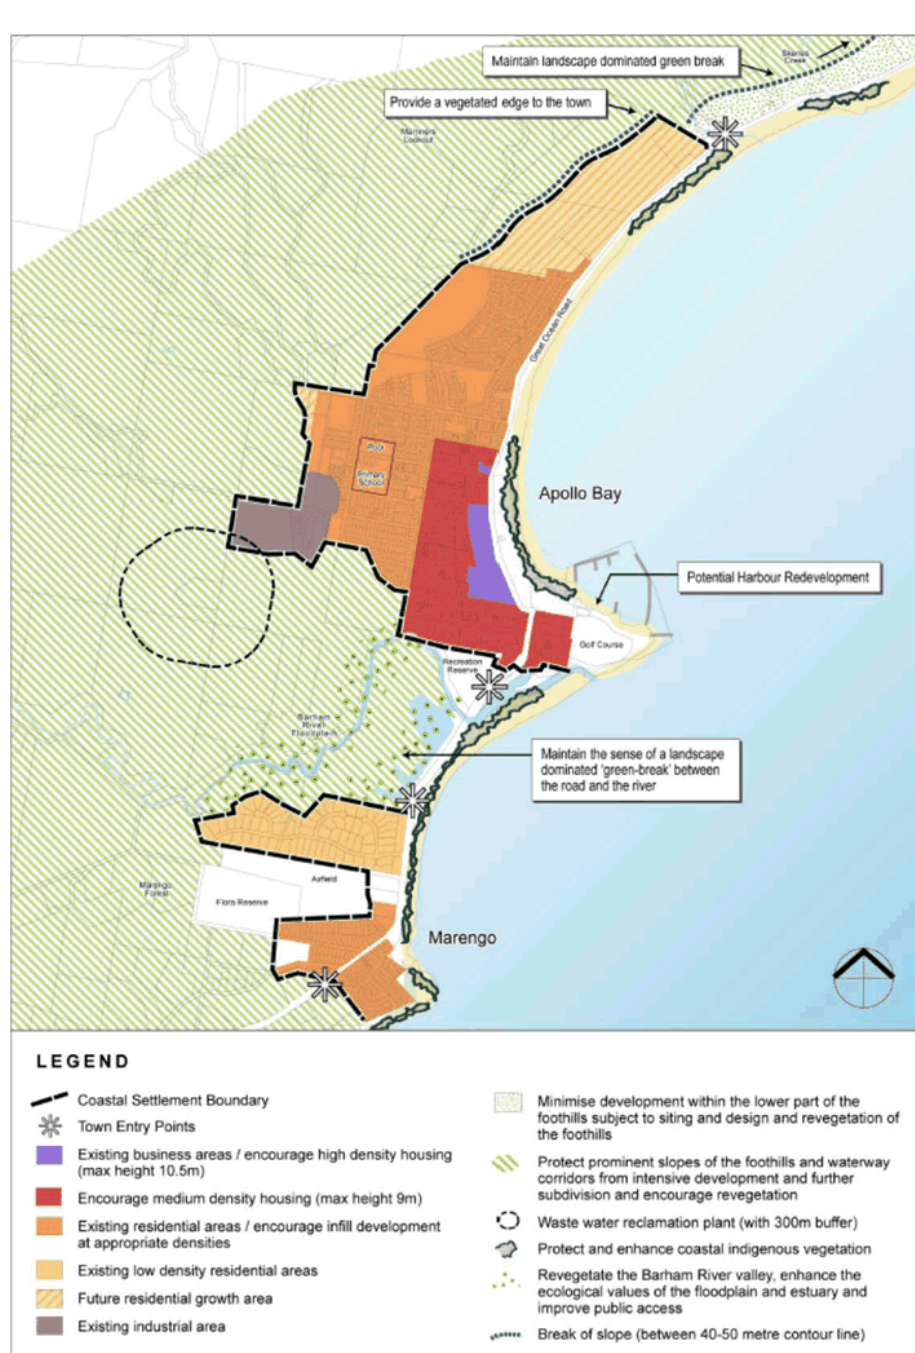 Skenes
Creek
Maintain landscape dominated green break
Provide a vegetated edge to the town
Mariners
Lookout
Great Ocean Road
Pool
Primary
School
Apollo Bay
Potential Harbour Redevelopment
Golf Course
Recreation
Reserve
Barham
River
Floodplain
Maintain the sense of a landscape
dominated 'green-break' between
the road and the river
Airfield
Marengo
Forest
Flora Reserve
Marengo
LEGEND
Coastal Settlement Boundary
Town Entry Points
Existing business areas / encourage high density housing
(max height 10.5m)
Encourage medium density housing (max height 9m)
Existing residential areas / encourage infill development
at appropriate densities
Existing low density residential areas
Future residential growth area
Existing industrial area
Minimise development within the lower part of the
foothills subject to siting and design and revegetation of
the foothills
Protect prominent slopes of the foothills and waterway
corridors from intensive development and further
subdivision and encourage revegetation
Waste water reclamation plant (with 300m buffer)
Protect and enhance coastal indigenous vegetation
Revegetate the Barham River valley, enhance the
ecological values of the floodplain and estuary and
improve public access
Break of slope (between 40-50 metre contour line)